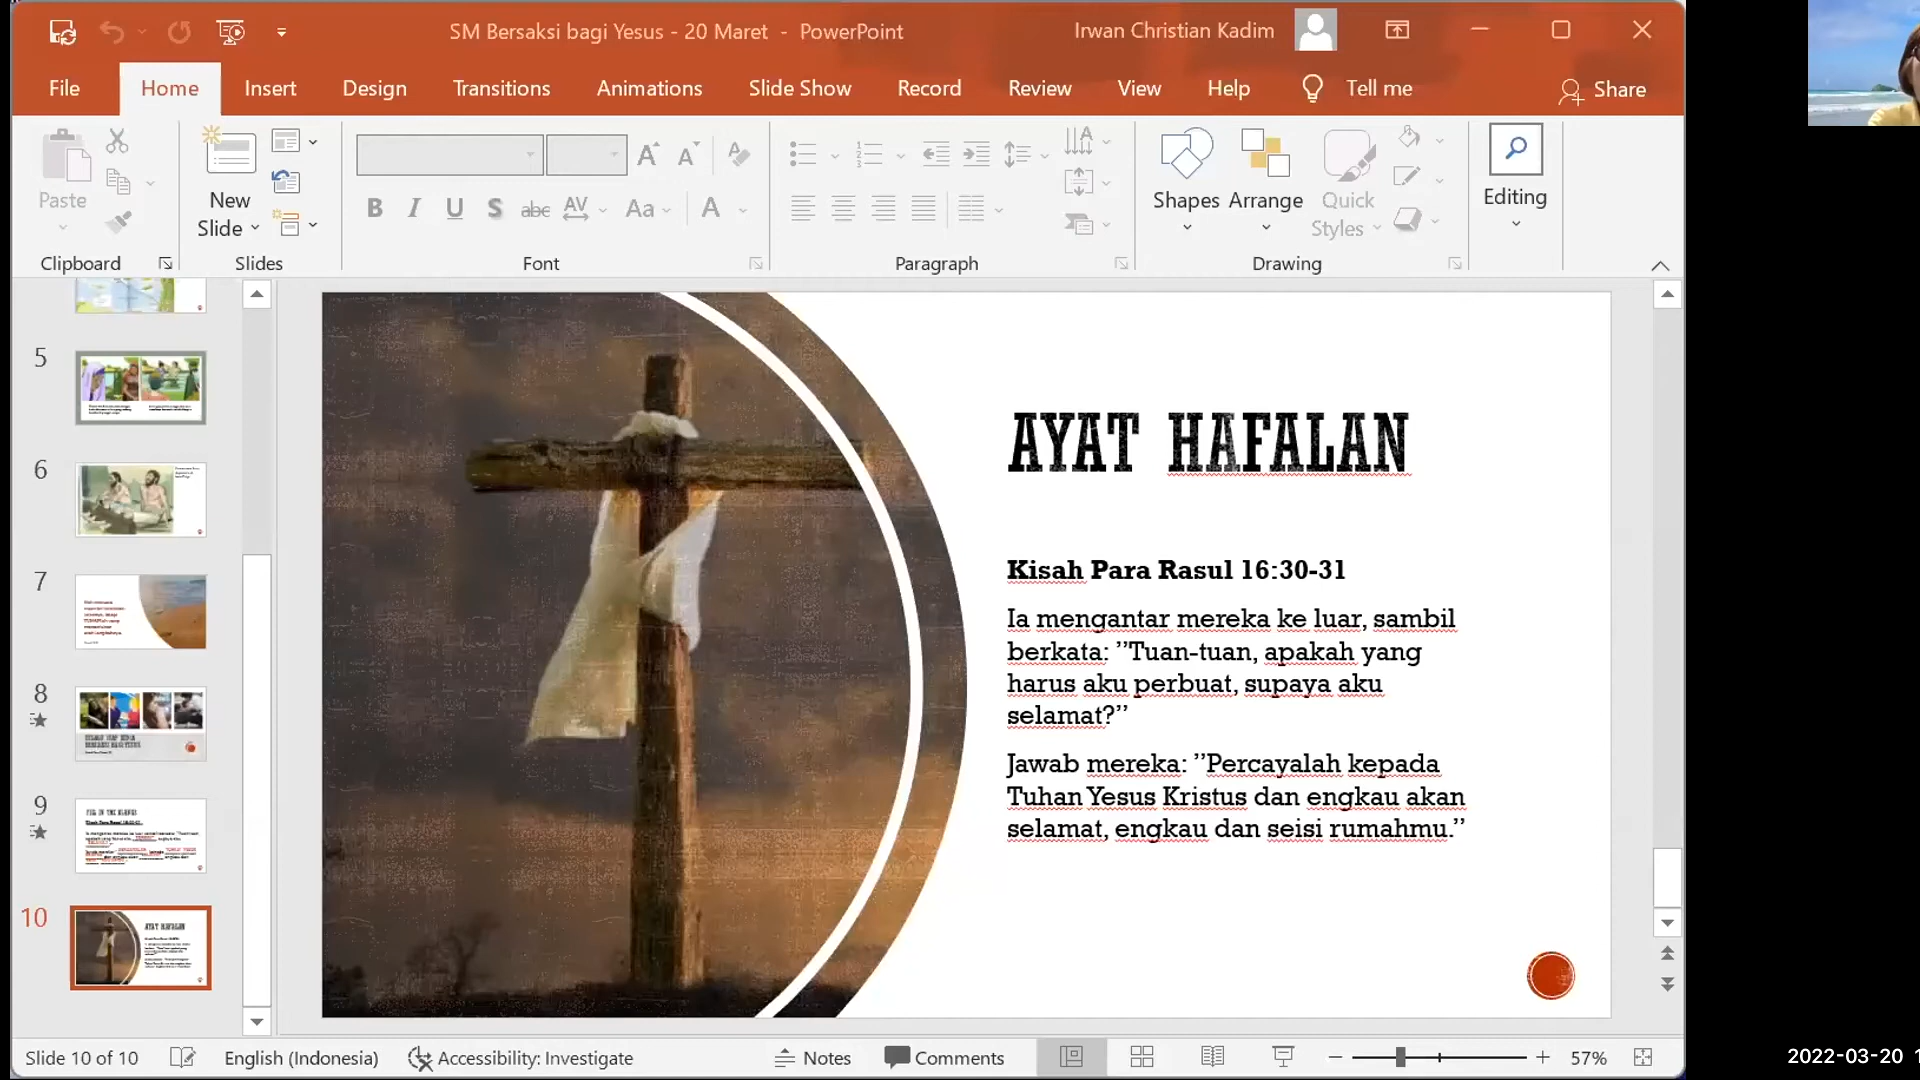 SM Bersaksi bagi Yesus - 20 Maret - PowerPoint
Irwan Christian Kadim
File Home Insert Design Transitions Animations Slide Show Record Review View Help Tell me Share
Paste
New
Slide
Shapes Arrange Quick
Styles
Editing
Clipboard Slides Font Paragraph Drawing
5
6
7
8
9
10
AYAT HAFALAN
Kisah Para Rasul 16:30-31
Ia mengantar mereka ke luar, sambil
berkata: ”Tuan-tuan, apakah yang
harus aku perbuat, supaya aku
selamat?”
Jawab mereka: ”Percayalah kepada
Tuhan Yesus Kristus dan engkau akan
selamat, engkau dan seisi rumahmu.”
Slide 10 of 10 English (Indonesia) Accessibility: Investigate Notes Comments 57%
2022-03-20